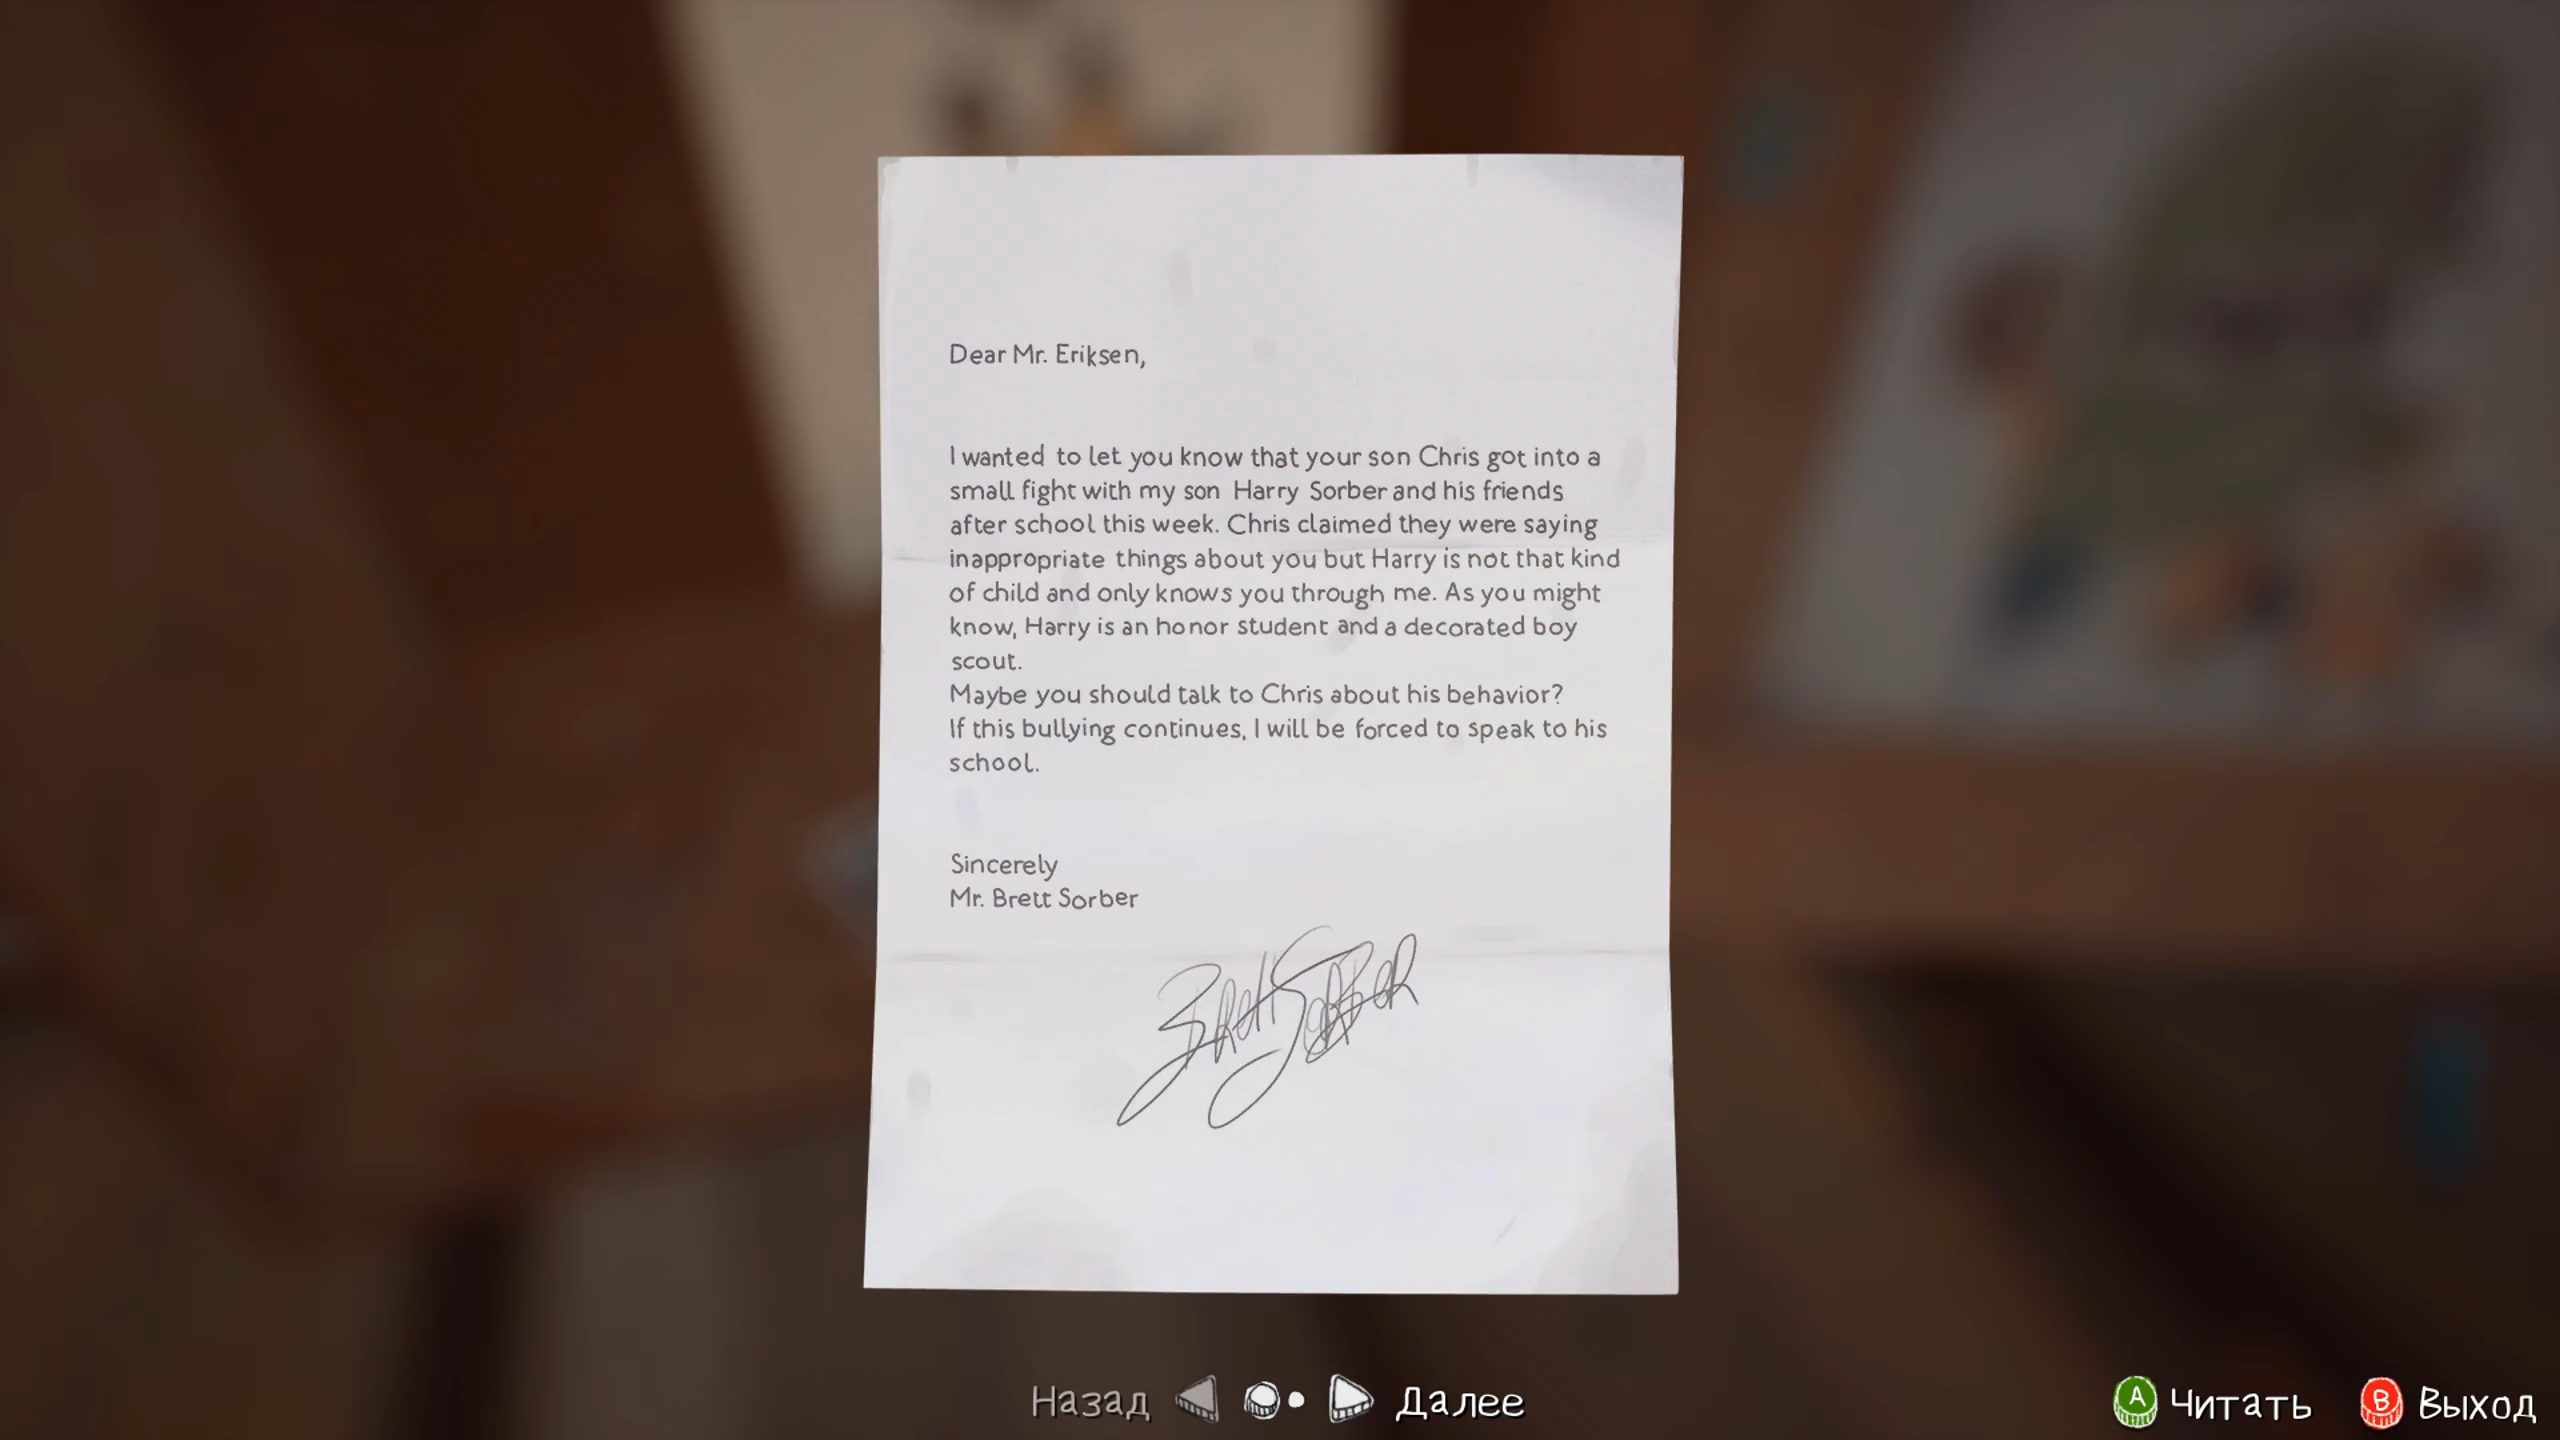 Dear Mr. Eriksen,
I wanted to let you know that your son Chris got into a
small fight with my son Harry Sorber and his friends
after school this week. Chris claimed they were saying
inappropriate things about you but Harry is not that kind
of child and only knows you through me. As you might
know, Harry is an honor student and a decorated boy
scout.
Maybe you should talk to Chris about his behavior?
If this bullying continues, I will be forced to speak to his
school.
Sincerely
Mr. Brett Sorber
Brett Sorber
Назад Далее
A Читать B Выход